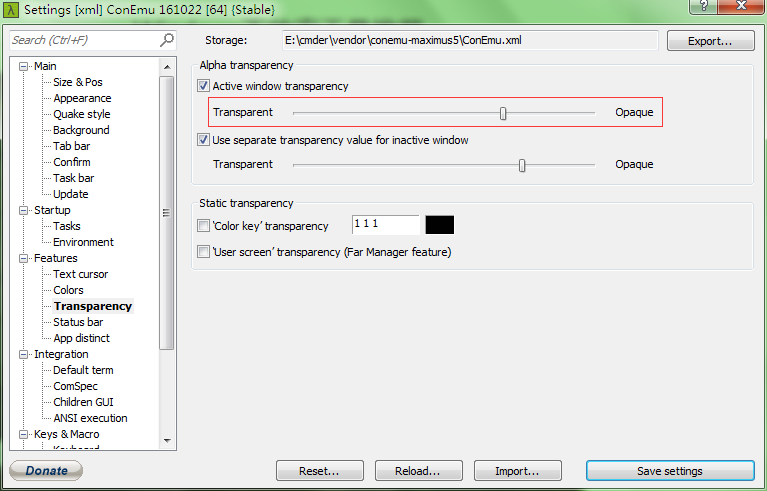 Settings [xml] ConEmu 161022 [64] {Stable}
Search (Ctrl+F)
Storage:
E:\cmder\vendor\conemu-maximus5\ConEmu.xml
Export...
Main
Size & Pos
Appearance
Quake style
Background
Tab bar
Confirm
Task bar
Update
Startup
Tasks
Environment
Features
Text cursor
Colors
Transparency
Status bar
App distinct
Integration
Default term
ComSpec
Children GUI
ANSI execution
Keys & Macro
Keyboard
Alpha transparency
Active window transparency
Transparent
Opaque
Use separate transparency value for inactive window
Transparent
Opaque
Static transparency
'Color key' transparency
1 1 1
'User screen' transparency (Far Manager feature)
Donate
Reset...
Reload...
Import...
Save settings